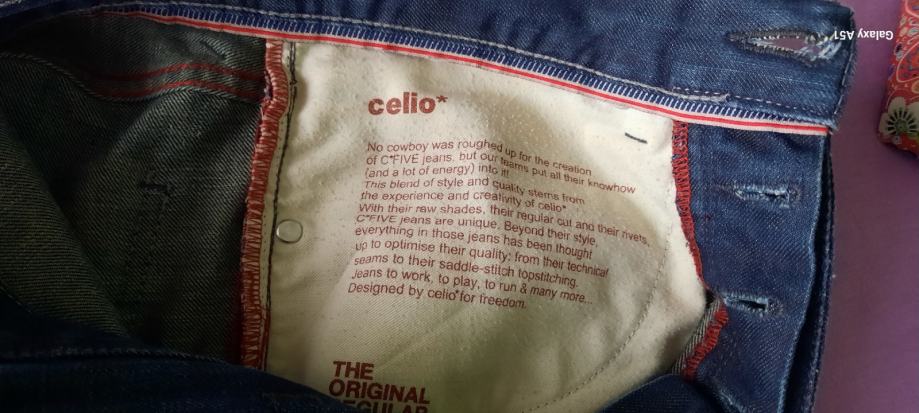 celio*
No cowboy was roughed up for the creation
of C*FIVE jeans, but our teams put all their knowhow
(and a lot of energy) into it!
This blend of style and quality stems from
the experience and creativity of celio*
With their raw shades, their regular cut and their rivets,
C*FIVE jeans are unique. Beyond their style,
everything in those jeans has been thought
up to optimise their quality: from their technical
seams to their saddle-stitch topstitching.
Jeans to work, to play, to run & many more...
Designed by celio* for freedom.
THE
ORIGINAL
REGULAR
Galaxy A51